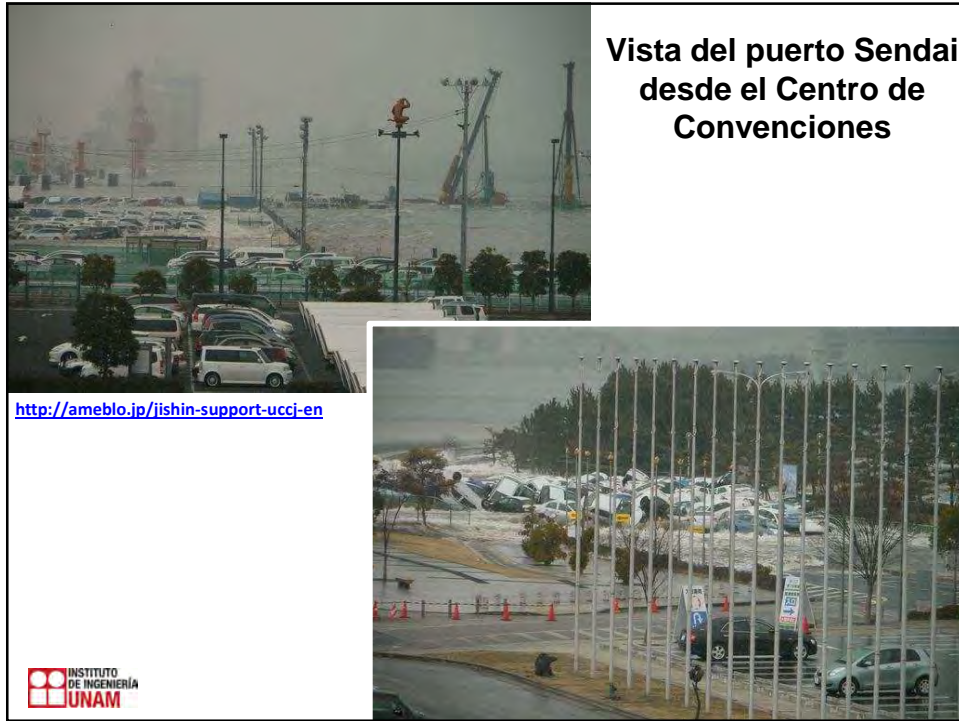 Vista del puerto Sendai
desde el Centro de
Convenciones
http://ameblo.jp/jishin-support-uccj-en
INSTITUTO
DE INGENIERÍA
UNAM